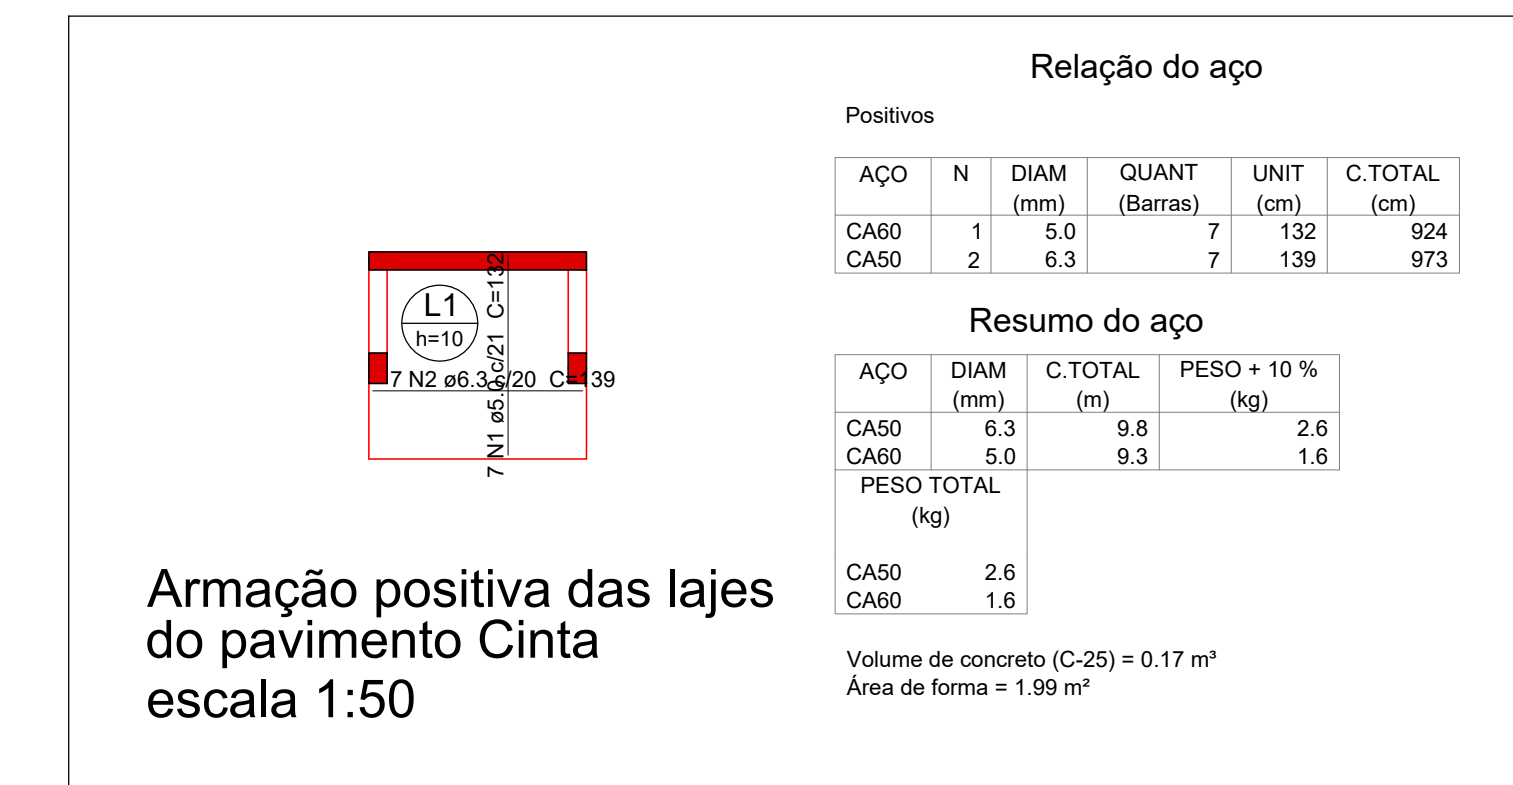 Relação do aço
Positivos
AÇO N DIAM QUANT UNIT C.TOTAL
(mm) (Barras) (cm) (cm)
CA60 1 5.0 7 132 924
CA50 2 6.3 7 139 973
L1
h=10
7 N2 ø6.3 c/20 C=139
7 N1 ø5.0 c/21 C=132
Resumo do aço
AÇO DIAM C.TOTAL PESO + 10 %
(mm) (m) (kg)
CA50 6.3 9.8 2.6
CA60 5.0 9.3 1.6
PESO TOTAL
(kg)
CA50 2.6
CA60 1.6
Armação positiva das lajes
do pavimento Cinta
escala 1:50
Volume de concreto (C-25) = 0.17 m³
Área de forma = 1.99 m²